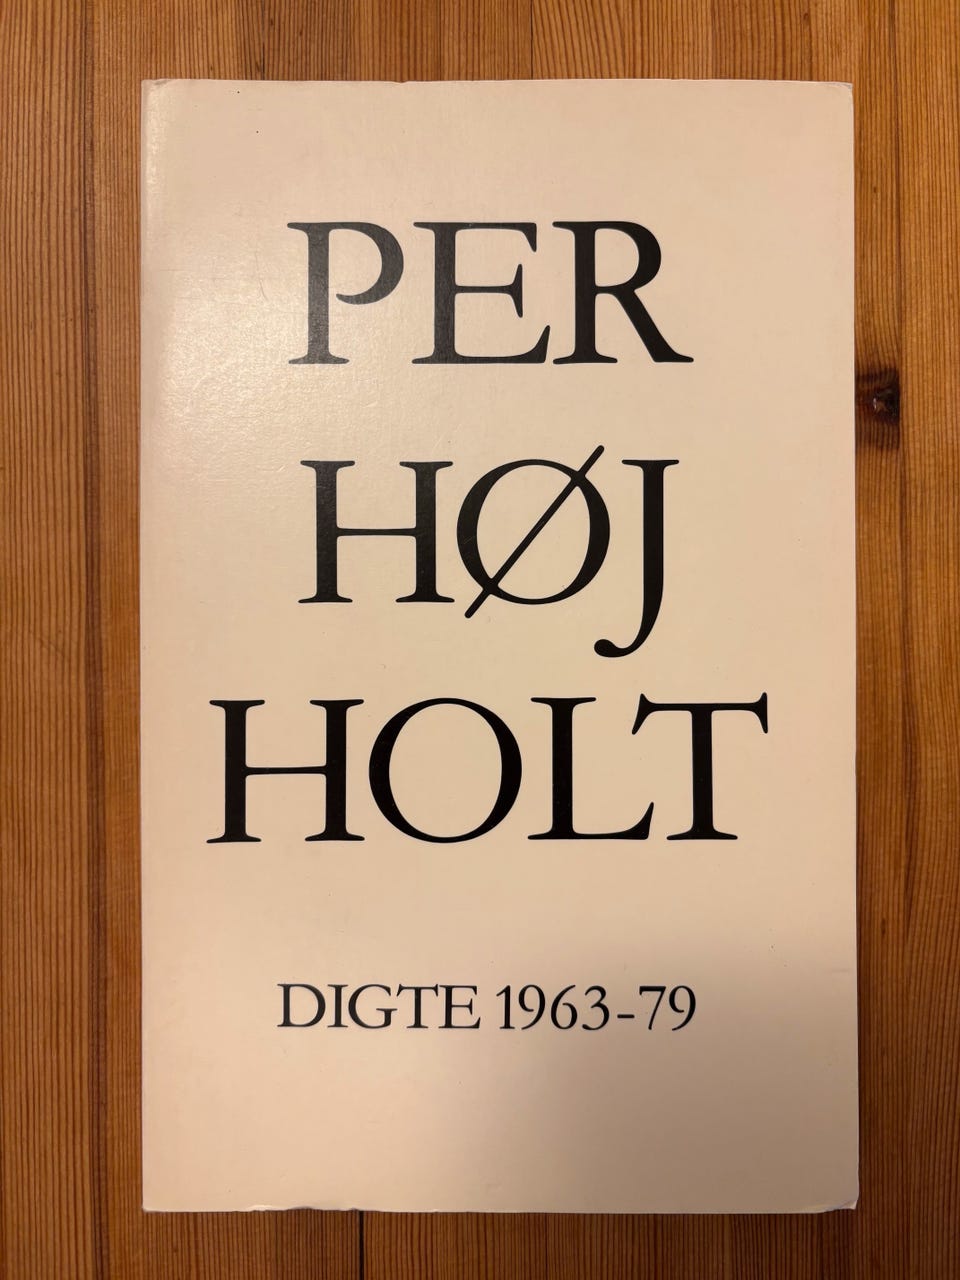 PER
HØJ
HOLT
DIGTE 1963-79